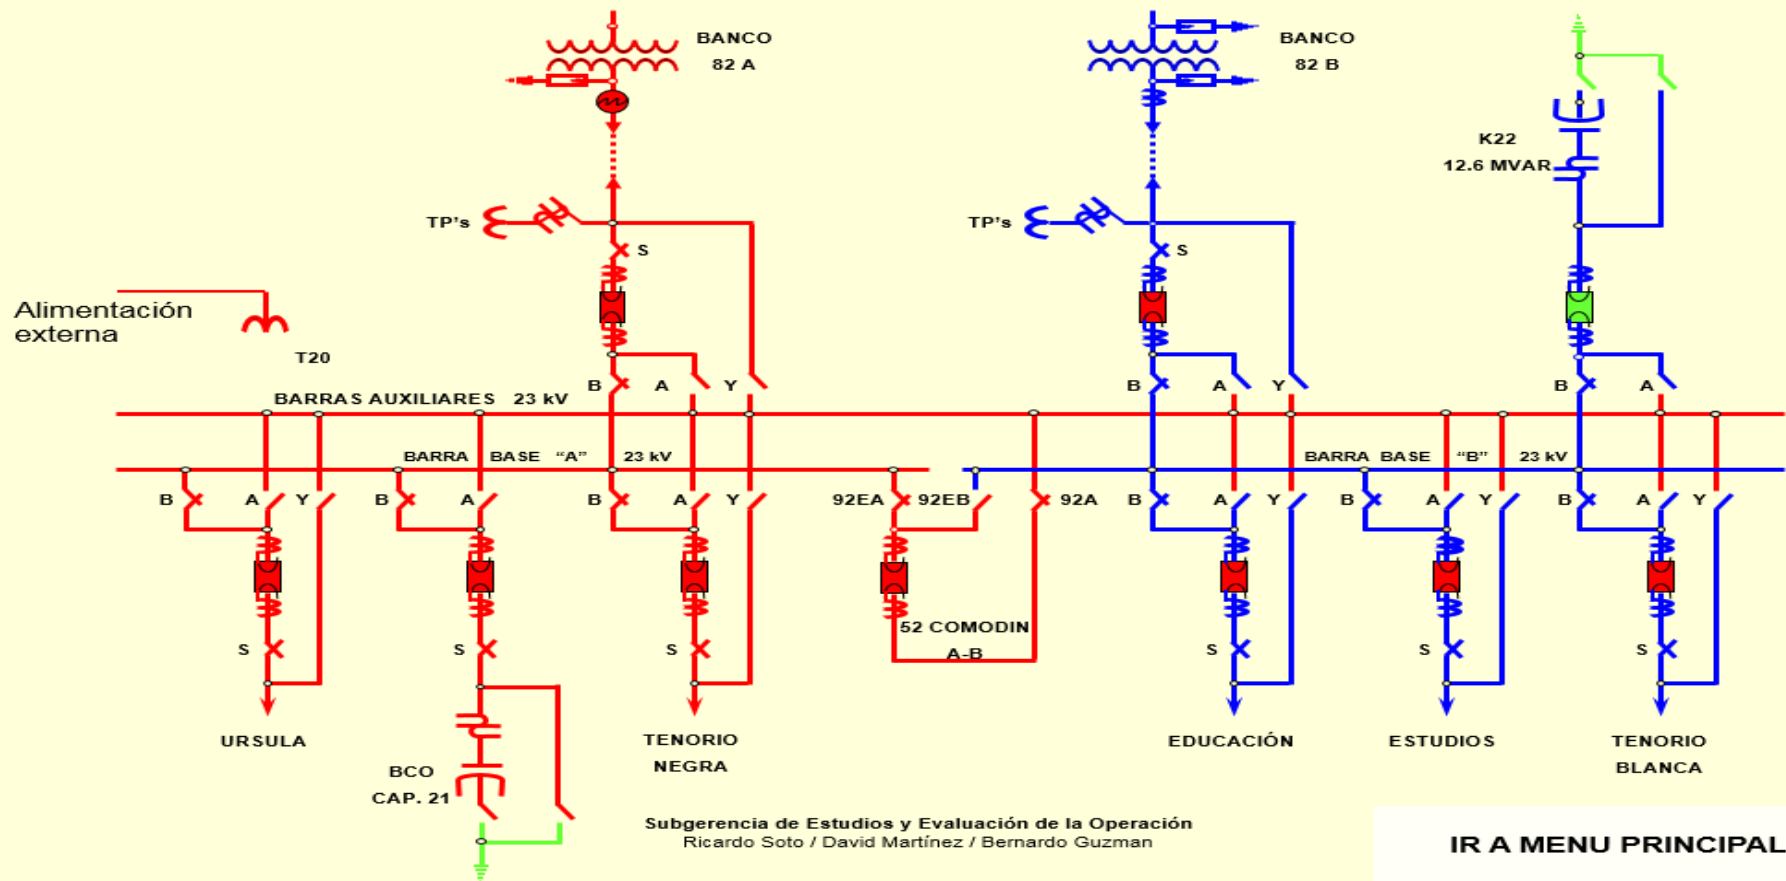 BANCO
82 A
BANCO
82 B
K22
12.6 MVAR
TP's
TP's
S
S
Alimentación
externa
T20
B
A
Y
B
A
Y
B
A
BARRAS AUXILIARES 23 kV
BARRA BASE "A" 23 kV
BARRA BASE "B" 23 kV
B
A
Y
B
A
B
A
Y
92EA
92EB
92A
B
A
Y
B
A
Y
B
A
Y
52 COMODIN
A-B
S
S
S
S
S
S
URSULA
TENORIO
NEGRA
EDUCACIÓN
ESTUDIOS
TENORIO
BLANCA
BCO
CAP. 21
Subgerencia de Estudios y Evaluación de la Operación
Ricardo Soto / David Martínez / Bernardo Guzman
IR A MENU PRINCIPAL